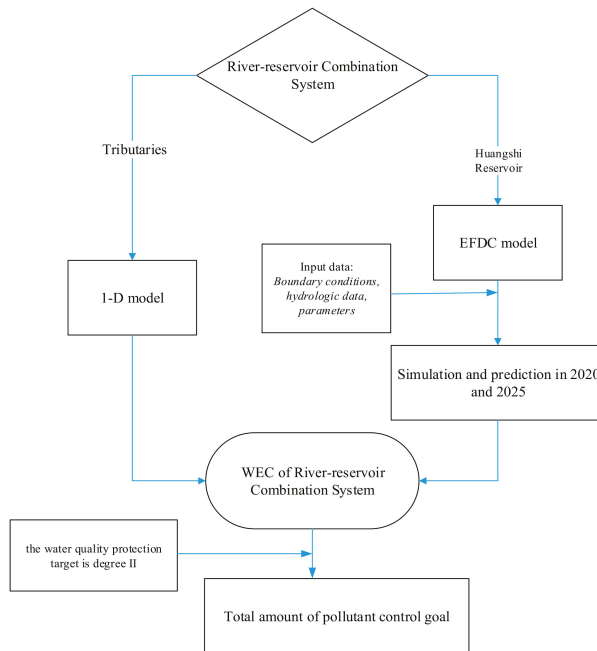 River-reservoir Combination
System
Tributaries
Huangshi
Reservoir
EFDC model
Input data:
Boundary conditions,
hydrologic data,
parameters
1-D model
Simulation and prediction in 2020
and 2025
WEC of River-reservoir
Combination System
the water quality protection
target is degree II
Total amount of pollutant control goal